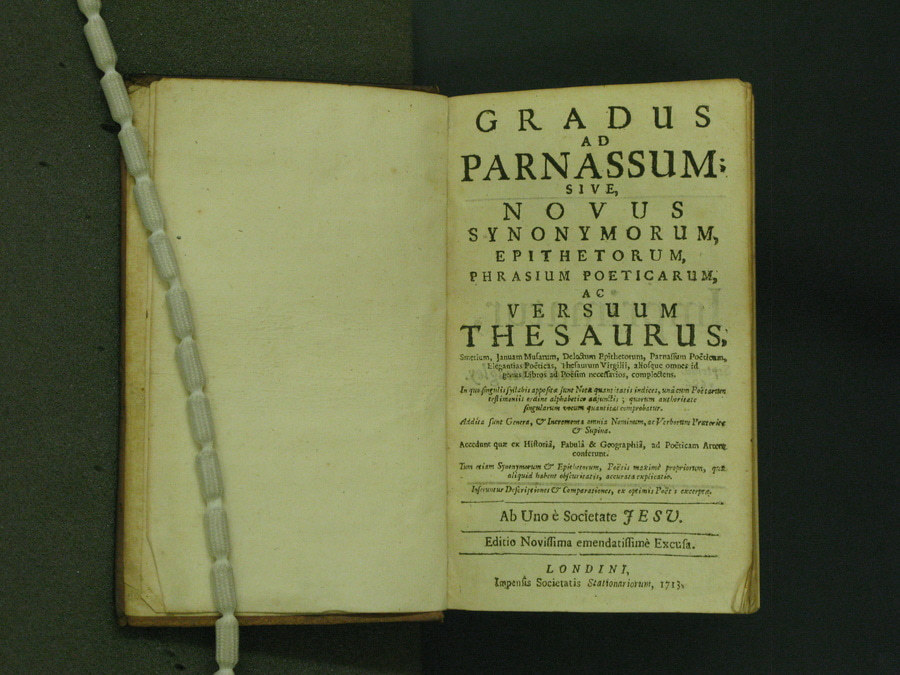 GRADUS
AD
PARNASSUM;
SIVE,
NOVUS
SYNONYMORUM,
EPITHETORUM,
PHRASIUM POETICARUM,
AC
VERSUUM
THESAURUS;
Smetium, Januam Musarum, Delectum Epithetorum, Parnassum Poëticum,
Elegantias Poëticas, Thesaurum Virgilii, aliosque omnes id
genus Libros ad Poësim necessarios, complectens.
In quo singulis syllabis appositæ sunt Notæ quantitatis indices, unà cum Poëtarum
testimoniis ordine alphabetico adjunctis; quorum authoritate
singularum vocum quantitas comprobatur.
Addita sunt Genera, & Incrementa omnia Nominum, ac Verborum Præterita
& Supina.
Accedunt quæ ex Historiâ, Fabulâ & Geographiâ, ad Poëticam Artem
conferunt.
Tum etiam Synonymorum & Epithetorum, Poëtis maximè propriorum, quæ
aliquid habent obscuritatis, accurata explicatio.
Inseruntur Descriptiones & Comparationes, ex optimis Poët's excerptæ.
Ab Uno è Societate JESU.
Editio Novissima emendatissimè Excusa.
LONDINI,
Impensis Societatis Stationariorum, 1713.